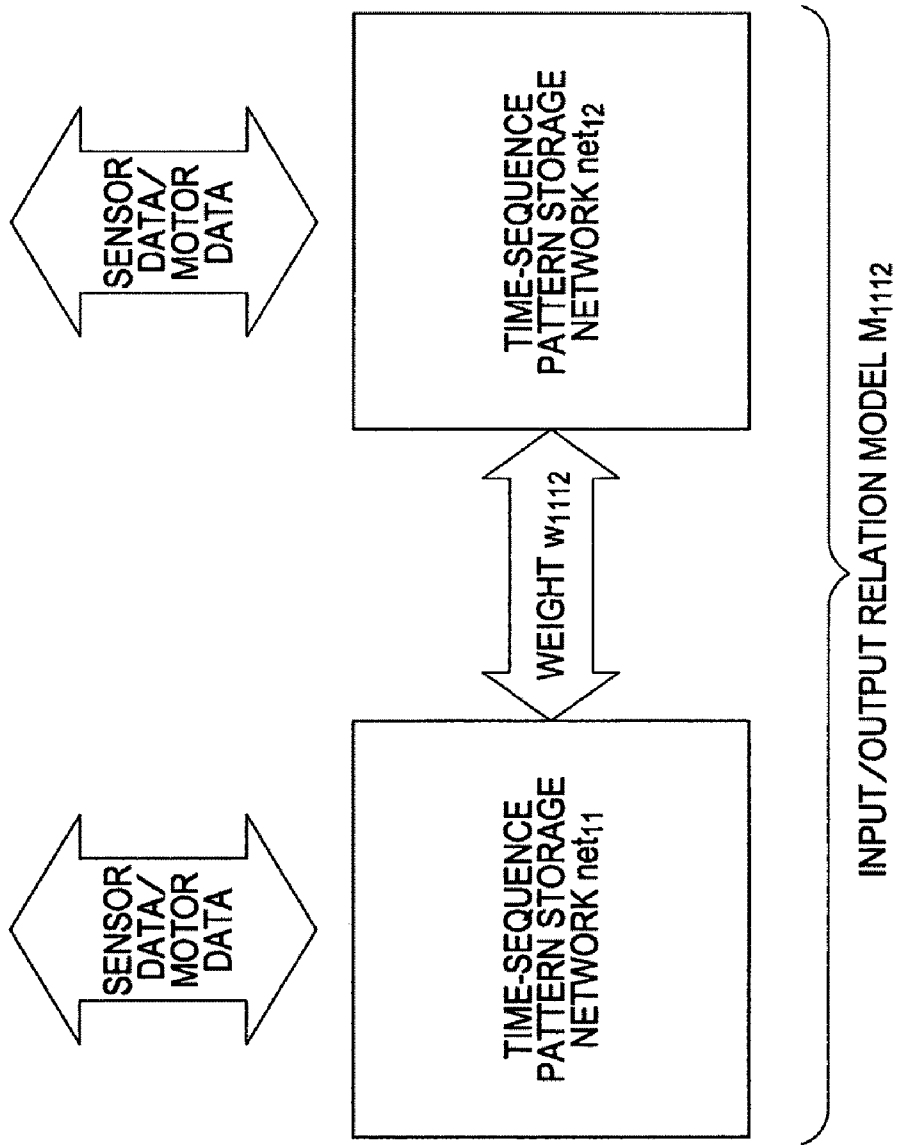 SENSOR
DATA/
MOTOR
DATA
SENSOR
DATA/
MOTOR
DATA
TIME-SEQUENCE
PATTERN STORAGE
NETWORK net11
WEIGHT w1112
TIME-SEQUENCE
PATTERN STORAGE
NETWORK net12
INPUT/OUTPUT RELATION MODEL M1112